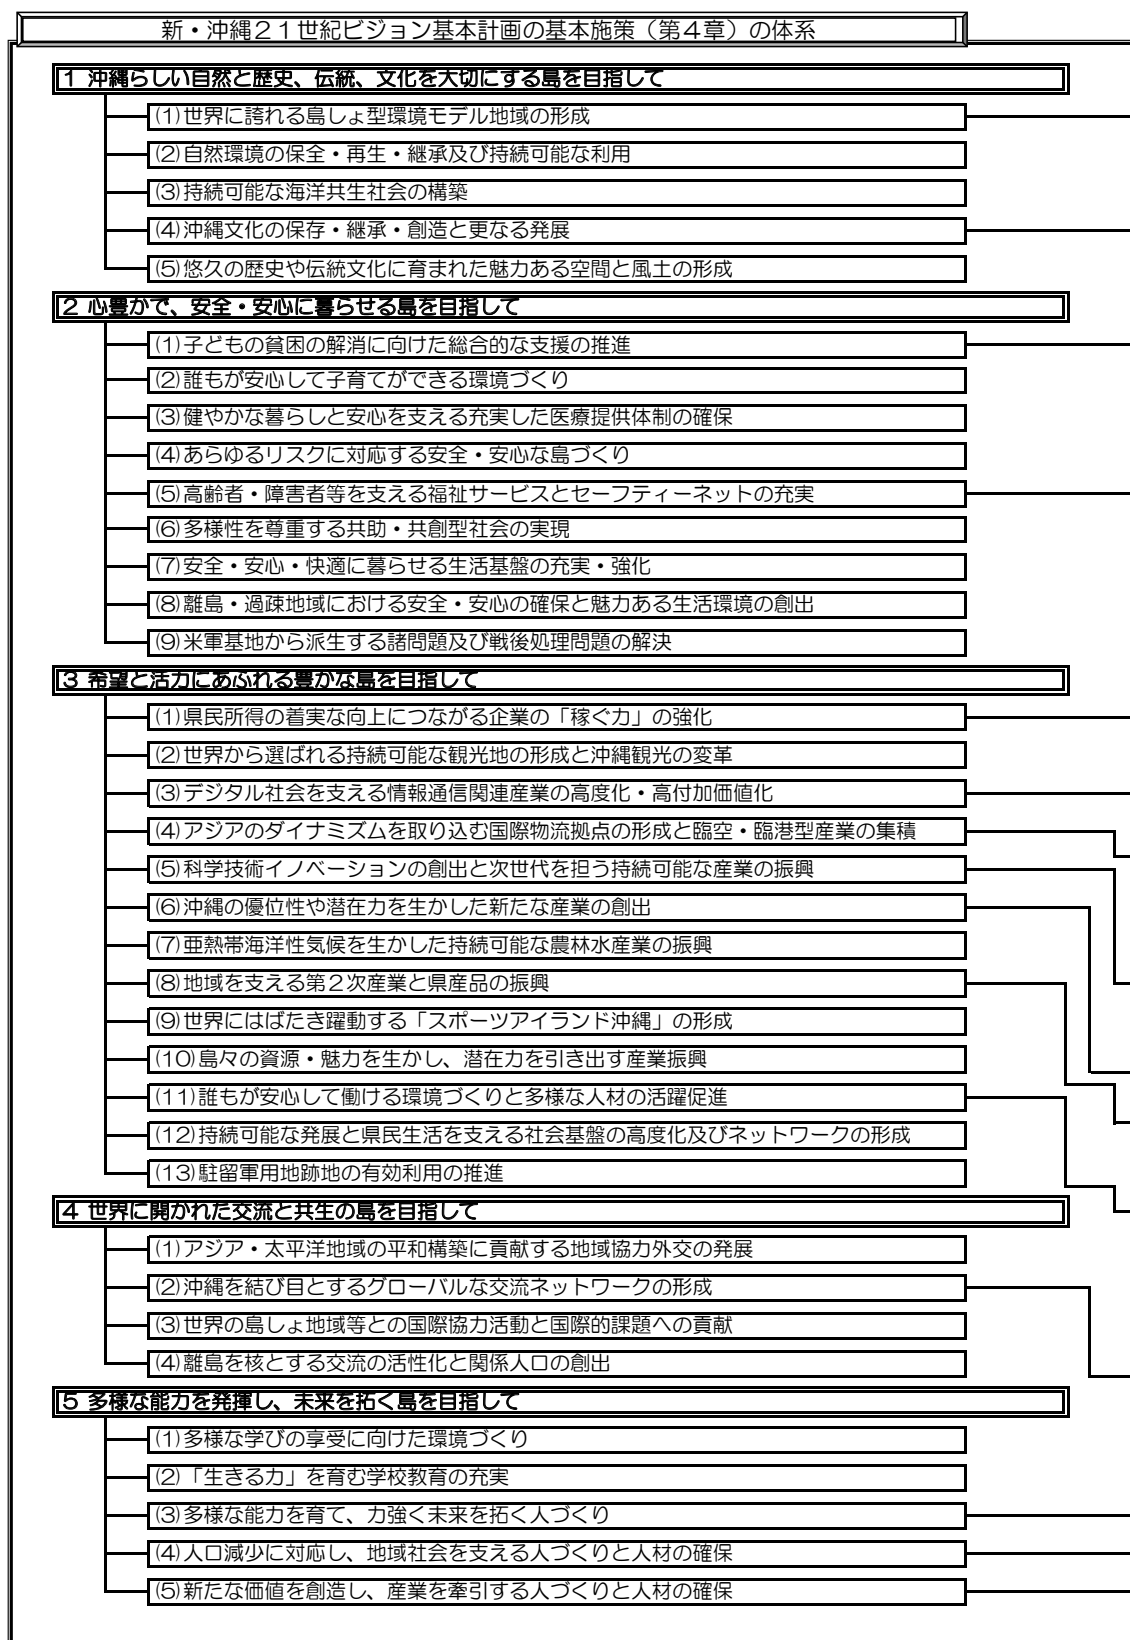 新・沖縄２１世紀ビジョン基本計画の基本施策（第４章）の体系
１ 沖縄らしい自然と歴史、伝統、文化を大切にする島を目指して
(1)世界に誇れる島しょ型環境モデル地域の形成
(2)自然環境の保全・再生・継承及び持続可能な利用
(3)持続可能な海洋共生社会の構築
(4)沖縄文化の保存・継承・創造と更なる発展
(5)悠久の歴史や伝統文化に育まれた魅力ある空間と風土の形成
２ 心豊かで、安全・安心に暮らせる島を目指して
(1)子どもの貧困の解消に向けた総合的な支援の推進
(2)誰もが安心して子育てができる環境づくり
(3)健やかな暮らしと安心を支える充実した医療提供体制の確保
(4)あらゆるリスクに対応する安全・安心な島づくり
(5)高齢者・障害者等を支える福祉サービスとセーフティーネットの充実
(6)多様性を尊重する共助・共創型社会の実現
(7)安全・安心・快適に暮らせる生活基盤の充実・強化
(8)離島・過疎地域における安全・安心の確保と魅力ある生活環境の創出
(9)米軍基地から派生する諸問題及び戦後処理問題の解決
３ 希望と活力にあふれる豊かな島を目指して
(1)県民所得の着実な向上につながる企業の「稼ぐ力」の強化
(2)世界から選ばれる持続可能な観光地の形成と沖縄観光の変革
(3)デジタル社会を支える情報通信関連産業の高度化・高付加価値化
(4)アジアのダイナミズムを取り込む国際物流拠点の形成と臨空・臨港型産業の集積
(5)科学技術イノベーションの創出と次世代を担う持続可能な産業の振興
(6)沖縄の優位性や潜在力を生かした新たな産業の創出
(7)亜熱帯海洋性気候を生かした持続可能な農林水産業の振興
(8)地域を支える第２次産業と県産品の振興
(9)世界にはばたき躍動する「スポーツアイランド沖縄」の形成
(10)島々の資源・魅力を生かし、潜在力を引き出す産業振興
(11)誰もが安心して働ける環境づくりと多様な人材の活躍促進
(12)持続可能な発展と県民生活を支える社会基盤の高度化及びネットワークの形成
(13)駐留軍用地跡地の有効利用の推進
４ 世界に開かれた交流と共生の島を目指して
(1)アジア・太平洋地域の平和構築に貢献する地域協力外交の発展
(2)沖縄を結び目とするグローバルな交流ネットワークの形成
(3)世界の島しょ地域等との国際協力活動と国際的課題への貢献
(4)離島を核とする交流の活性化と関係人口の創出
５ 多様な能力を発揮し、未来を拓く島を目指して
(1)多様な学びの享受に向けた環境づくり
(2)「生きる力」を育む学校教育の充実
(3)多様な能力を育て、力強く未来を拓く人づくり
(4)人口減少に対応し、地域社会を支える人づくりと人材の確保
(5)新たな価値を創造し、産業を牽引する人づくりと人材の確保